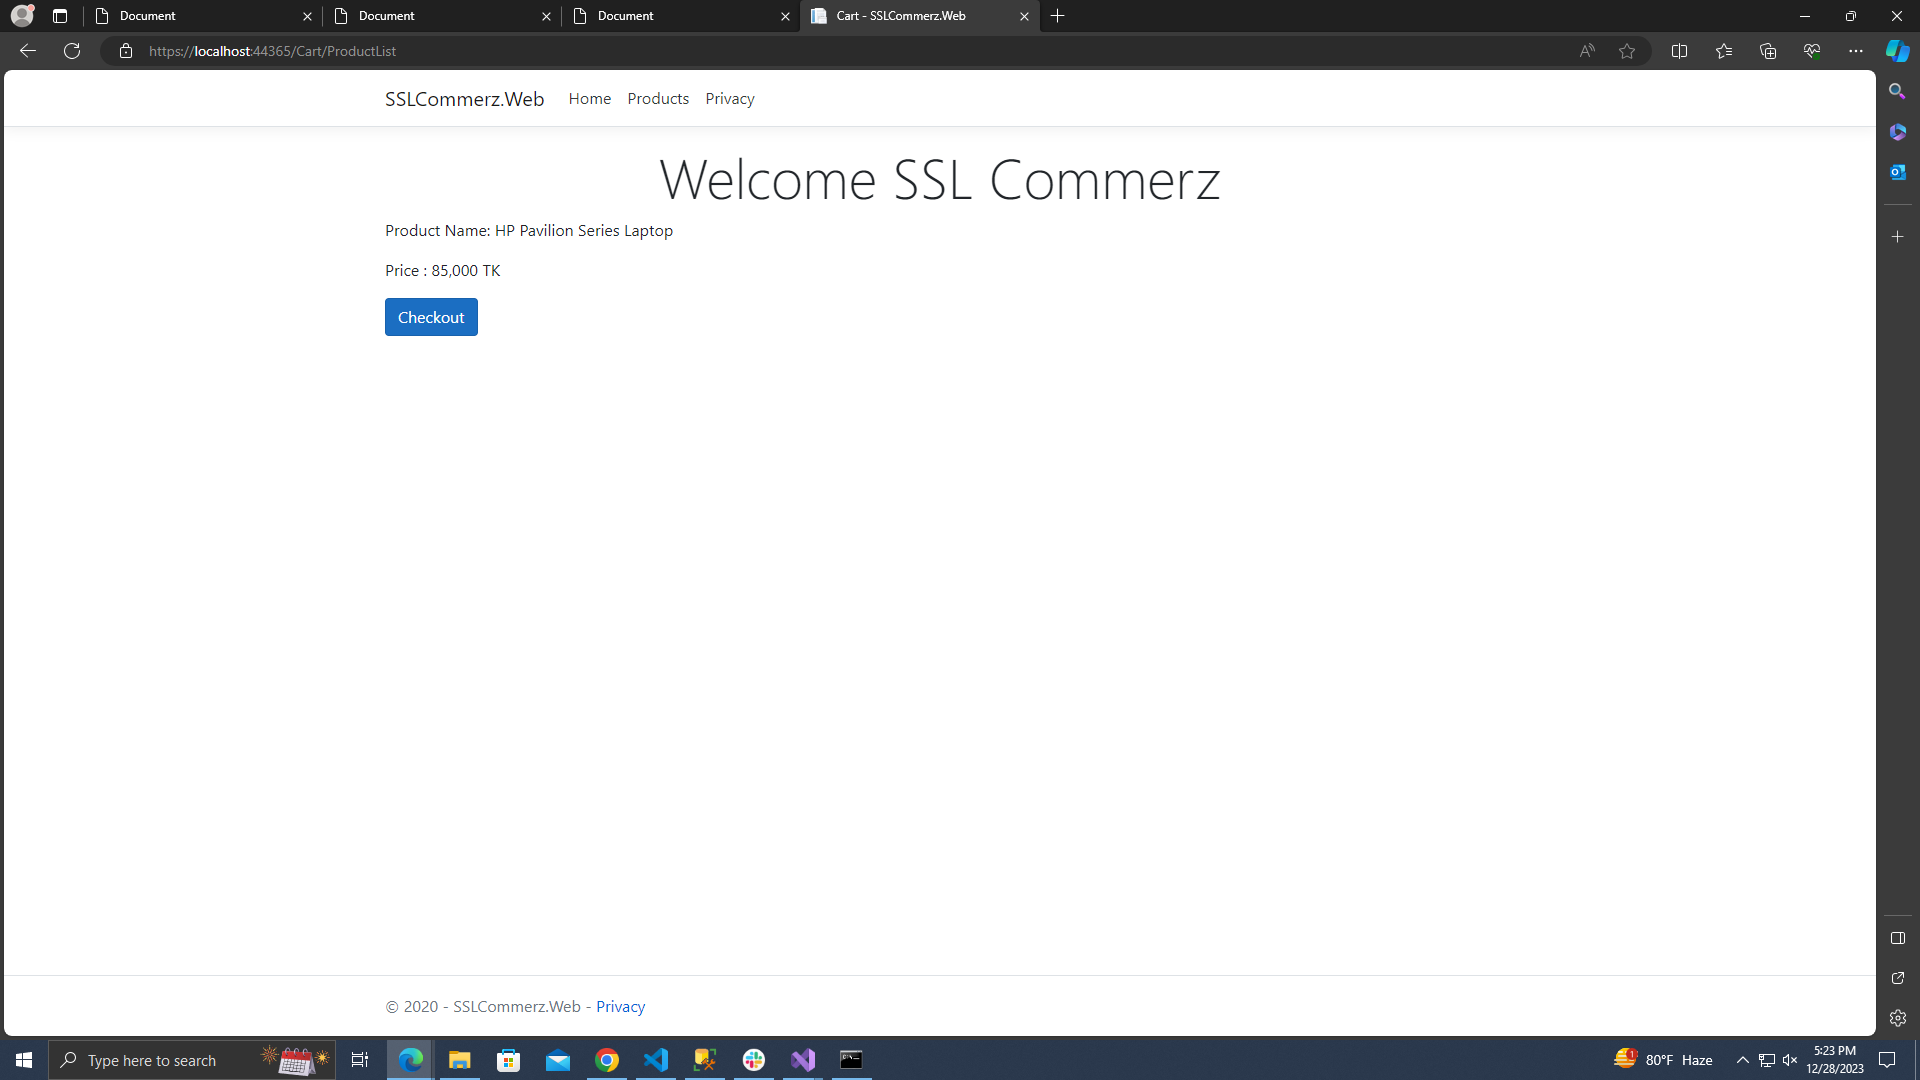 Document
Document
Document
Cart - SSLCommerz.Web
https://localhost:44365/Cart/ProductList
SSLCommerz.Web Home Products Privacy
Welcome SSL Commerz
Product Name: HP Pavilion Series Laptop
Price : 85,000 TK
Checkout
© 2020 - SSLCommerz.Web - Privacy
Type here to search
1
80°F Haze
5:23 PM
12/28/2023